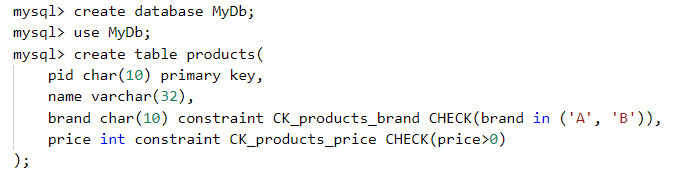 mysql> create database MyDb;
mysql> use MyDb;
mysql> create table products(
    pid char(10) primary key,
    name varchar(32),
    brand char(10) constraint CK_products_brand CHECK(brand in ('A', 'B')),
    price int constraint CK_products_price CHECK(price>0)
);